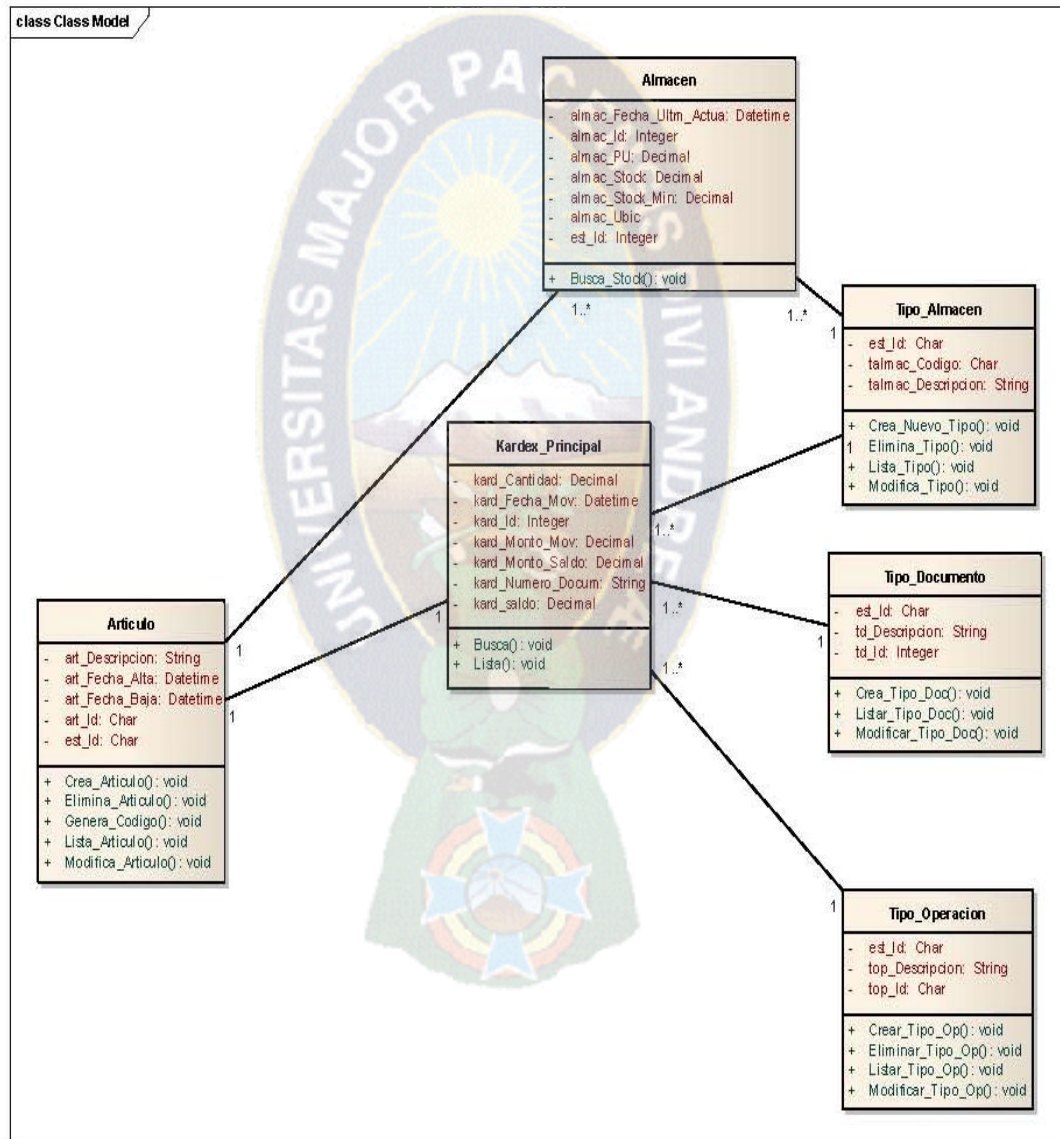 class Class Model
UNIVERSITAS MAJOR PACENSIS DIVI ANDREAE
Almacen
- almac_Fecha_Ultm_Actua: Datetime
- almac_Id: Integer
- almac_PU: Decimal
- almac_Stock: Decimal
- almac_Stock_Min: Decimal
- almac_Ubic
- est_Id: Integer
+ Busca_Stock(): void
1..*
1..*
1
Tipo_Almacen
- est_Id: Char
- talmac_Codigo: Char
- talmac_Descripcion: String
+ Crea_Nuevo_Tipo(): void
1 Elimina_Tipo(): void
+ Lista_Tipo(): void
+ Modifica_Tipo(): void
Kardex_Principal
- kard_Cantidad: Decimal
- kard_Fecha_Mov: Datetime
- kard_Id: Integer
- kard_Monto_Mov: Decimal
- kard_Monto_Saldo: Decimal
- kard_Numero_Docum: String
- kard_saldo: Decimal
+ Busca(): void
+ Lista(): void
1..*
1..*
1..*
1
Tipo_Documento
- est_Id: Char
- td_Descripcion: String
- td_Id: Integer
+ Crea_Tipo_Doc(): void
+ Listar_Tipo_Doc(): void
+ Modificar_Tipo_Doc(): void
1
Articulo
- art_Descripcion: String
- art_Fecha_Alta: Datetime
- art_Fecha_Baja: Datetime
- art_Id: Char
- est_Id: Char
+ Crea_Articulo(): void
+ Elimina_Articulo(): void
+ Genera_Codigo(): void
+ Lista_Articulo(): void
+ Modifica_Articulo(): void
1
1
1
Tipo_Operacion
- est_Id: Char
- top_Descripcion: String
- top_Id: Char
+ Crear_Tipo_Op(): void
+ Eliminar_Tipo_Op(): void
+ Listar_Tipo_Op(): void
+ Modificar_Tipo_Op(): void